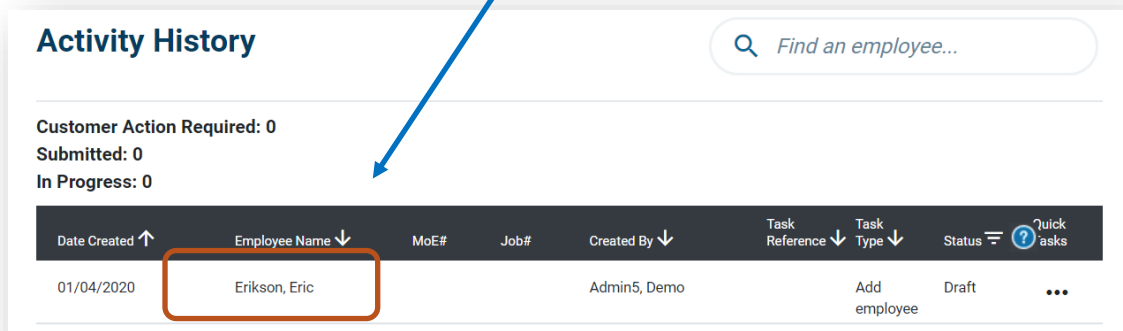 Activity History
Find an employee...
Customer Action Required: 0
Submitted: 0
In Progress: 0
Date Created Employee Name MoE# Job# Created By Task Reference Task Type Status ? Quick Tasks
01/04/2020 Erikson, Eric Admin5, Demo Add employee Draft ...